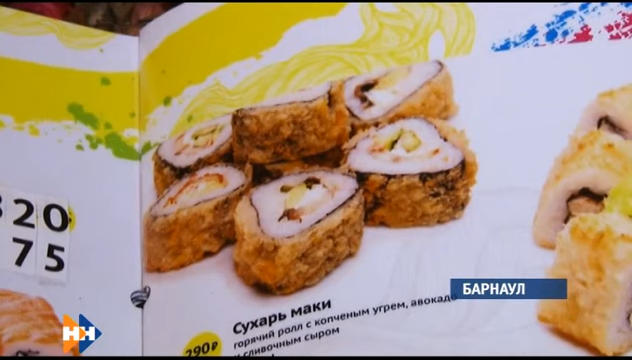 320
75
Сухарь маки
горячий ролл с копченым угрем, авокадо
и сливочным сыром
290₽
БАРНАУЛ
НН